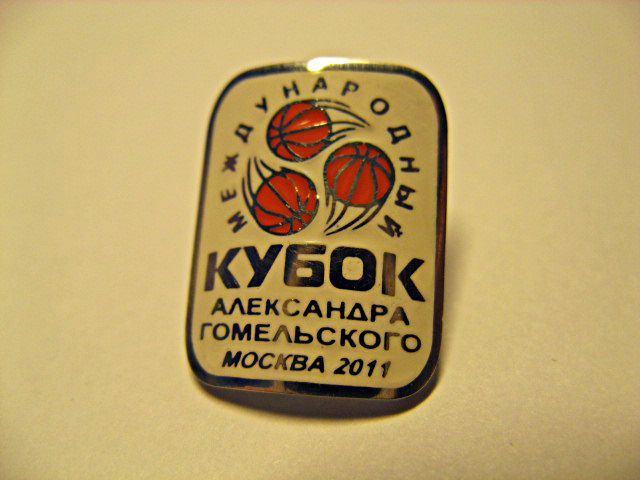 МЕЖДУНАРОДНЫЙ
КУБОК
АЛЕКСАНДРА
ГОМЕЛЬСКОГО
МОСКВА 2011